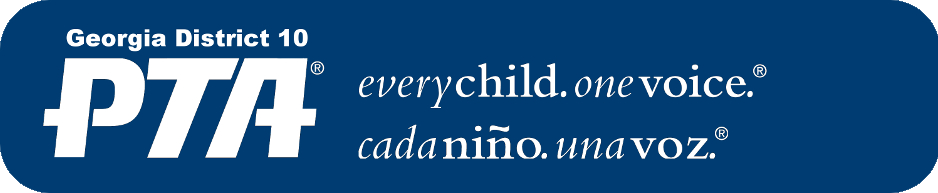 Georgia District 10
PTA®
everychild.onevoice.®
cadaniño.unavoz.®